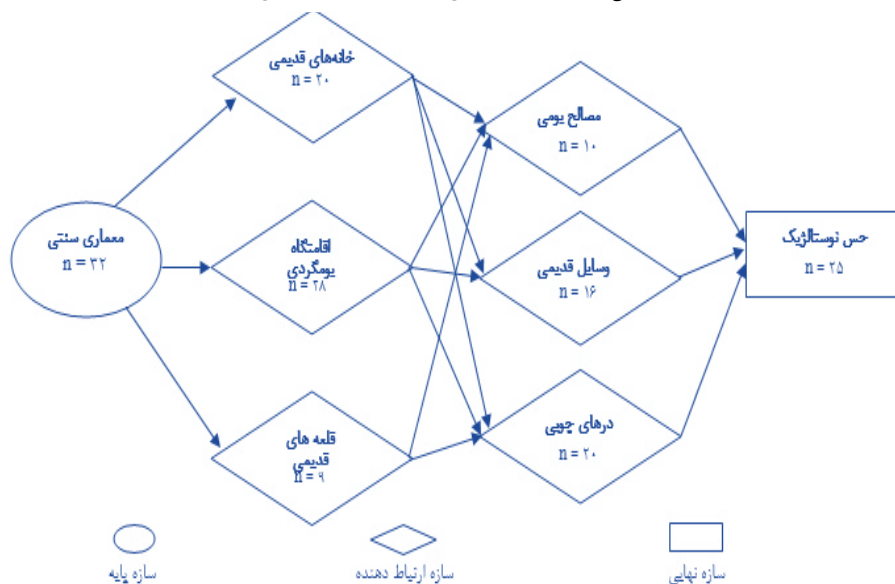 خانه‌های قدیمی
n = ۲۰
مصالح بومی
n = ۱۰
معماری سنتی
n = ۳۲
اقامتگاه
بومگردی
n = ۲۸
وسایل قدیمی
n = ۱۶
حس نوستالژیک
n = ۲۵
قلعه های
قدیمی
n = ۹
درهای چوبی
n = ۲۰
سازه پایه
سازه ارتباط دهنده
سازه نهایی